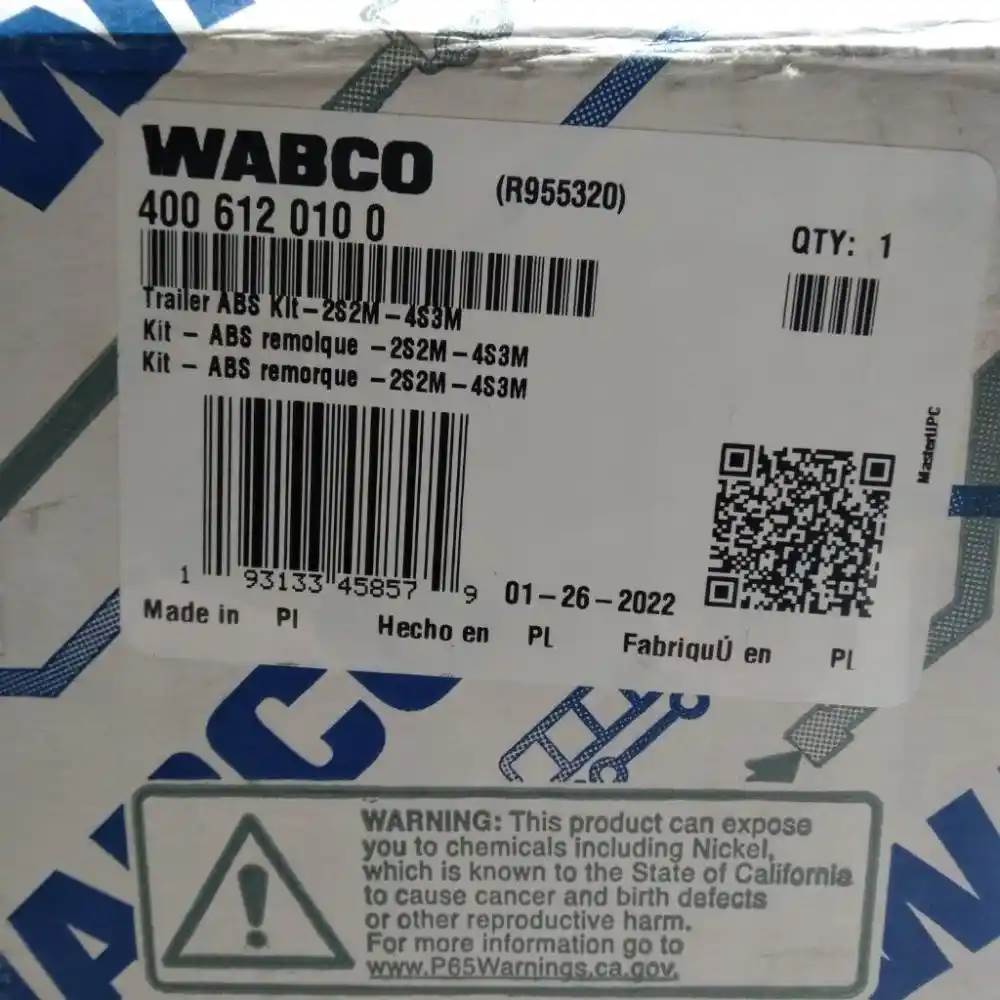 WABCO
(R955320)
400 612 010 0
QTY: 1
Trailer ABS Kit-2S2M-4S3M
Kit - ABS remolque -2S2M-4S3M
Kit - ABS remorque -2S2M-4S3M
MasterUPC
1 93133 45857 9
01-26-2022
Made in PL
Hecho en PL
FabriquÚ en PL
WARNING: This product can expose
you to chemicals including Nickel,
which is known to the State of California
to cause cancer and birth defects
or other reproductive harm.
For more information go to
www.P65Warnings.ca.gov.